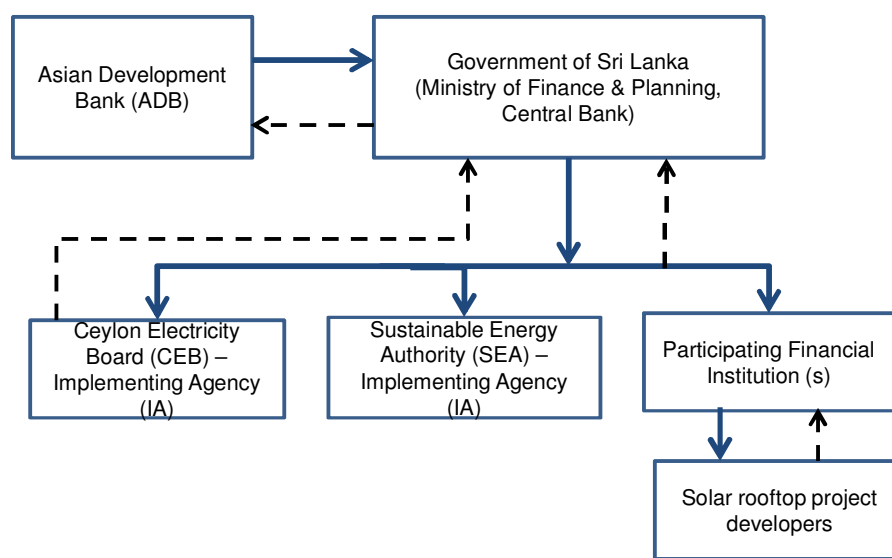 Asian Development
Bank (ADB)
Government of Sri Lanka
(Ministry of Finance & Planning,
Central Bank)
Ceylon Electricity
Board (CEB) –
Implementing Agency
(IA)
Sustainable Energy
Authority (SEA) –
Implementing Agency
(IA)
Participating Financial
Institution (s)
Solar rooftop project
developers